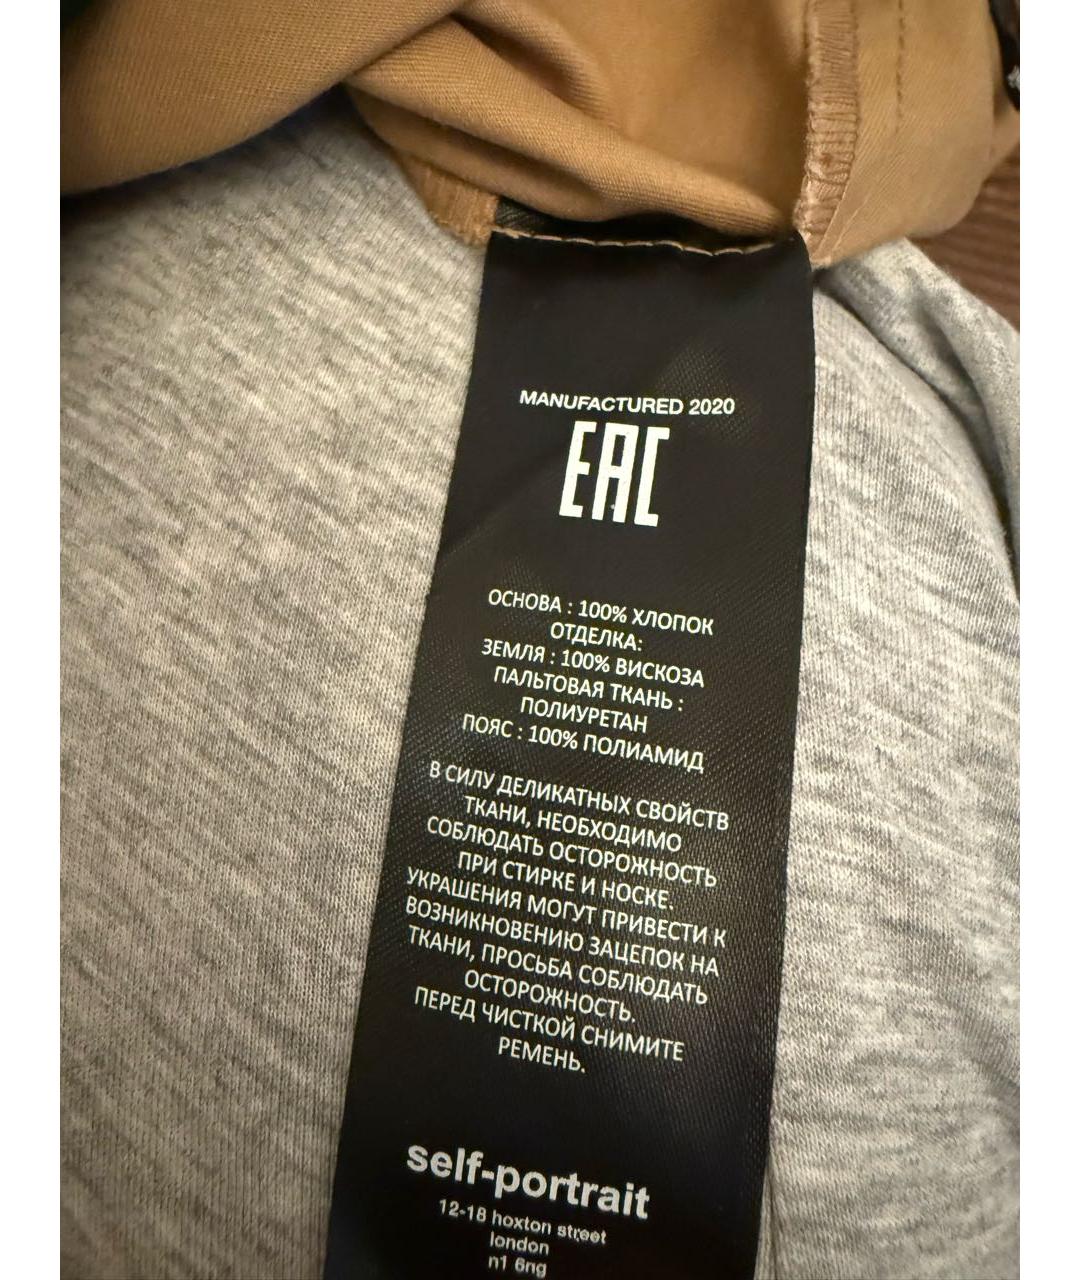 MANUFACTURED 2020
EAC
ОСНОВА : 100% ХЛОПОК
ОТДЕЛКА:
ЗЕМЛЯ : 100% ВИСКОЗА
ПАЛЬТОВАЯ ТКАНЬ :
ПОЛИУРЕТАН
ПОЯС : 100% ПОЛИАМИД
В СИЛУ ДЕЛИКАТНЫХ СВОЙСТВ
ТКАНИ, НЕОБХОДИМО
СОБЛЮДАТЬ ОСТОРОЖНОСТЬ
ПРИ СТИРКЕ И НОСКЕ.
УКРАШЕНИЯ МОГУТ ПРИВЕСТИ К
ВОЗНИКНОВЕНИЮ ЗАЦЕПОК НА
ТКАНИ, ПРОСЬБА СОБЛЮДАТЬ
ОСТОРОЖНОСТЬ.
ПЕРЕД ЧИСТКОЙ СНИМИТЕ
РЕМЕНЬ.
self-portrait
12-18 hoxton street
london
n1 6ng